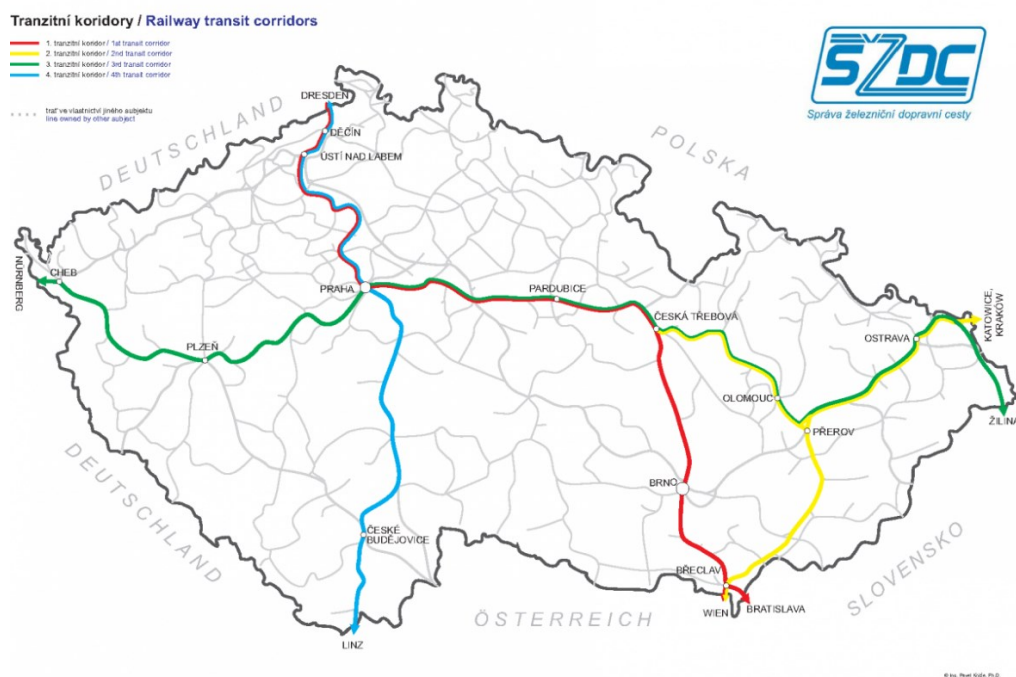 Tranzitní koridory / Railway transit corridors
1. tranzitní koridor / 1st transit corridor
2. tranzitní koridor / 2nd transit corridor
3. tranzitní koridor / 3rd transit corridor
4. tranzitní koridor / 4th transit corridor
trať ve vlastnictví jiného subjektu
line owned by other subject
SŽDC
Správa železniční dopravní cesty
DEUTSCHLAND
DRESDEN
DĚČÍN
ÚSTÍ NAD LABEM
POLSKA
NÜRNBERG
CHEB
PRAHA
PARDUBICE
ČESKÁ TŘEBOVÁ
KATOWICE,
KRAKÓW
OSTRAVA
PLZEŇ
OLOMOUC
ŽILINA
PŘEROV
DEUTSCHLAND
BRNO
ČESKÉ
BUDĚJOVICE
SLOVENSKO
BŘECLAV
WIEN
BRATISLAVA
ÖSTERREICH
LINZ